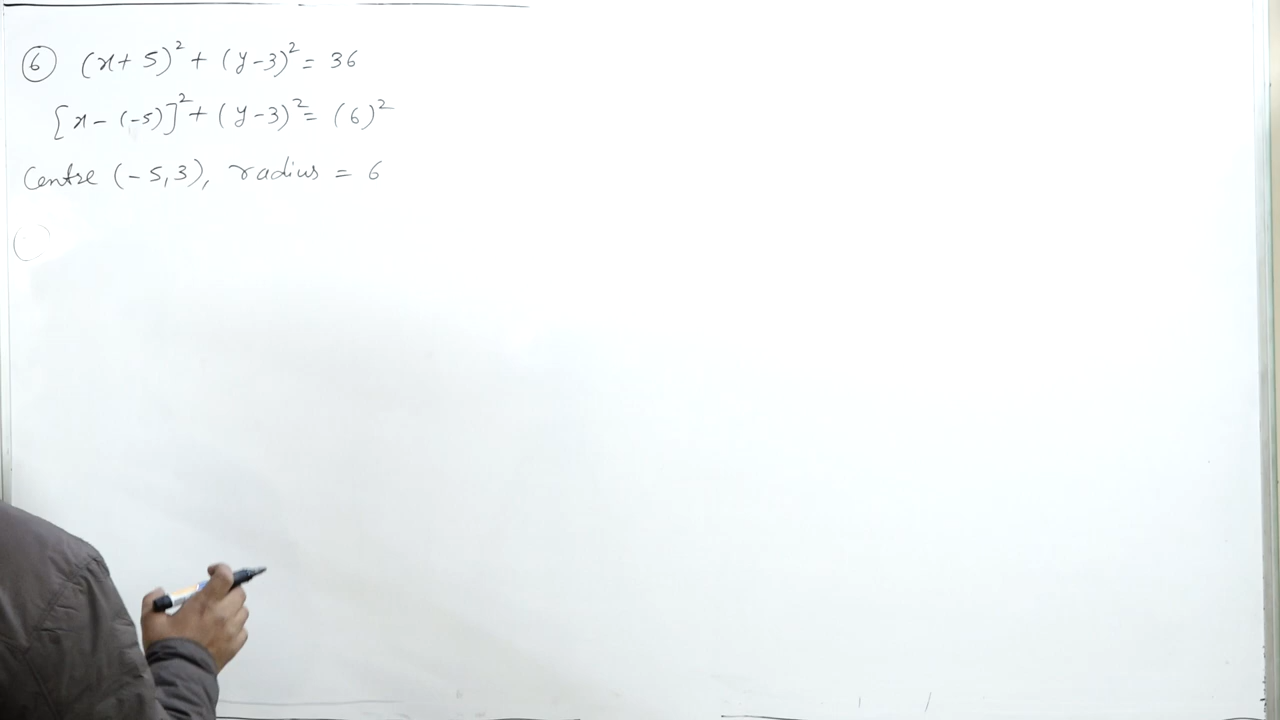 ⑥ (x+5)² + (y-3)² = 36
[x-(-5)]² + (y-3)² = (6)²
Centre (-5,3), radius = 6